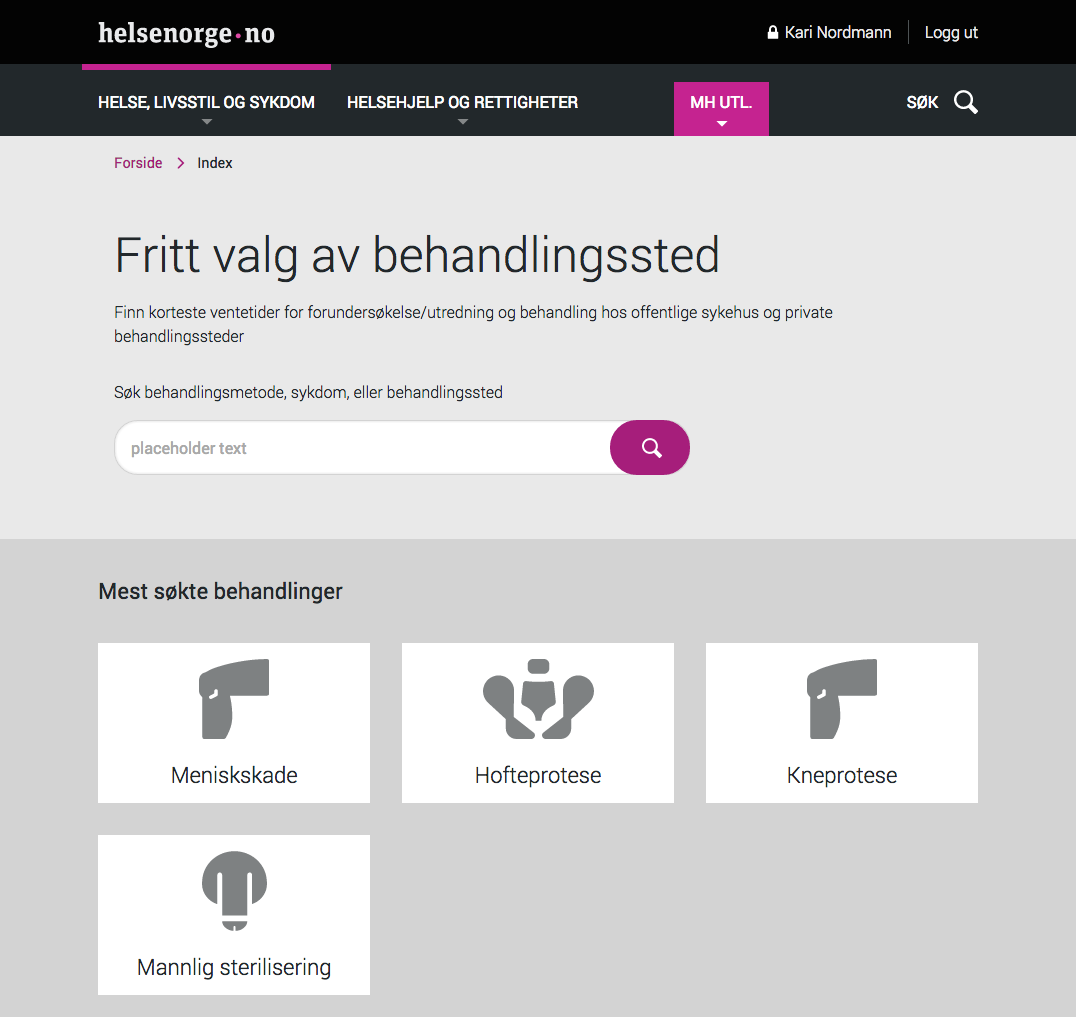 helsenorge.no
Kari Nordmann
Logg ut
HELSE, LIVSSTIL OG SYKDOM
HELSEHJELP OG RETTIGHETER
MH UTL.
SØK
Forside > Index
Fritt valg av behandlingssted
Finn korteste ventetider for forundersøkelse/utredning og behandling hos offentlige sykehus og private
behandlingssteder
Søk behandlingsmetode, sykdom, eller behandlingssted
placeholder text
Mest søkte behandlinger
Meniskskade
Hofteprotese
Kneprotese
Mannlig sterilisering